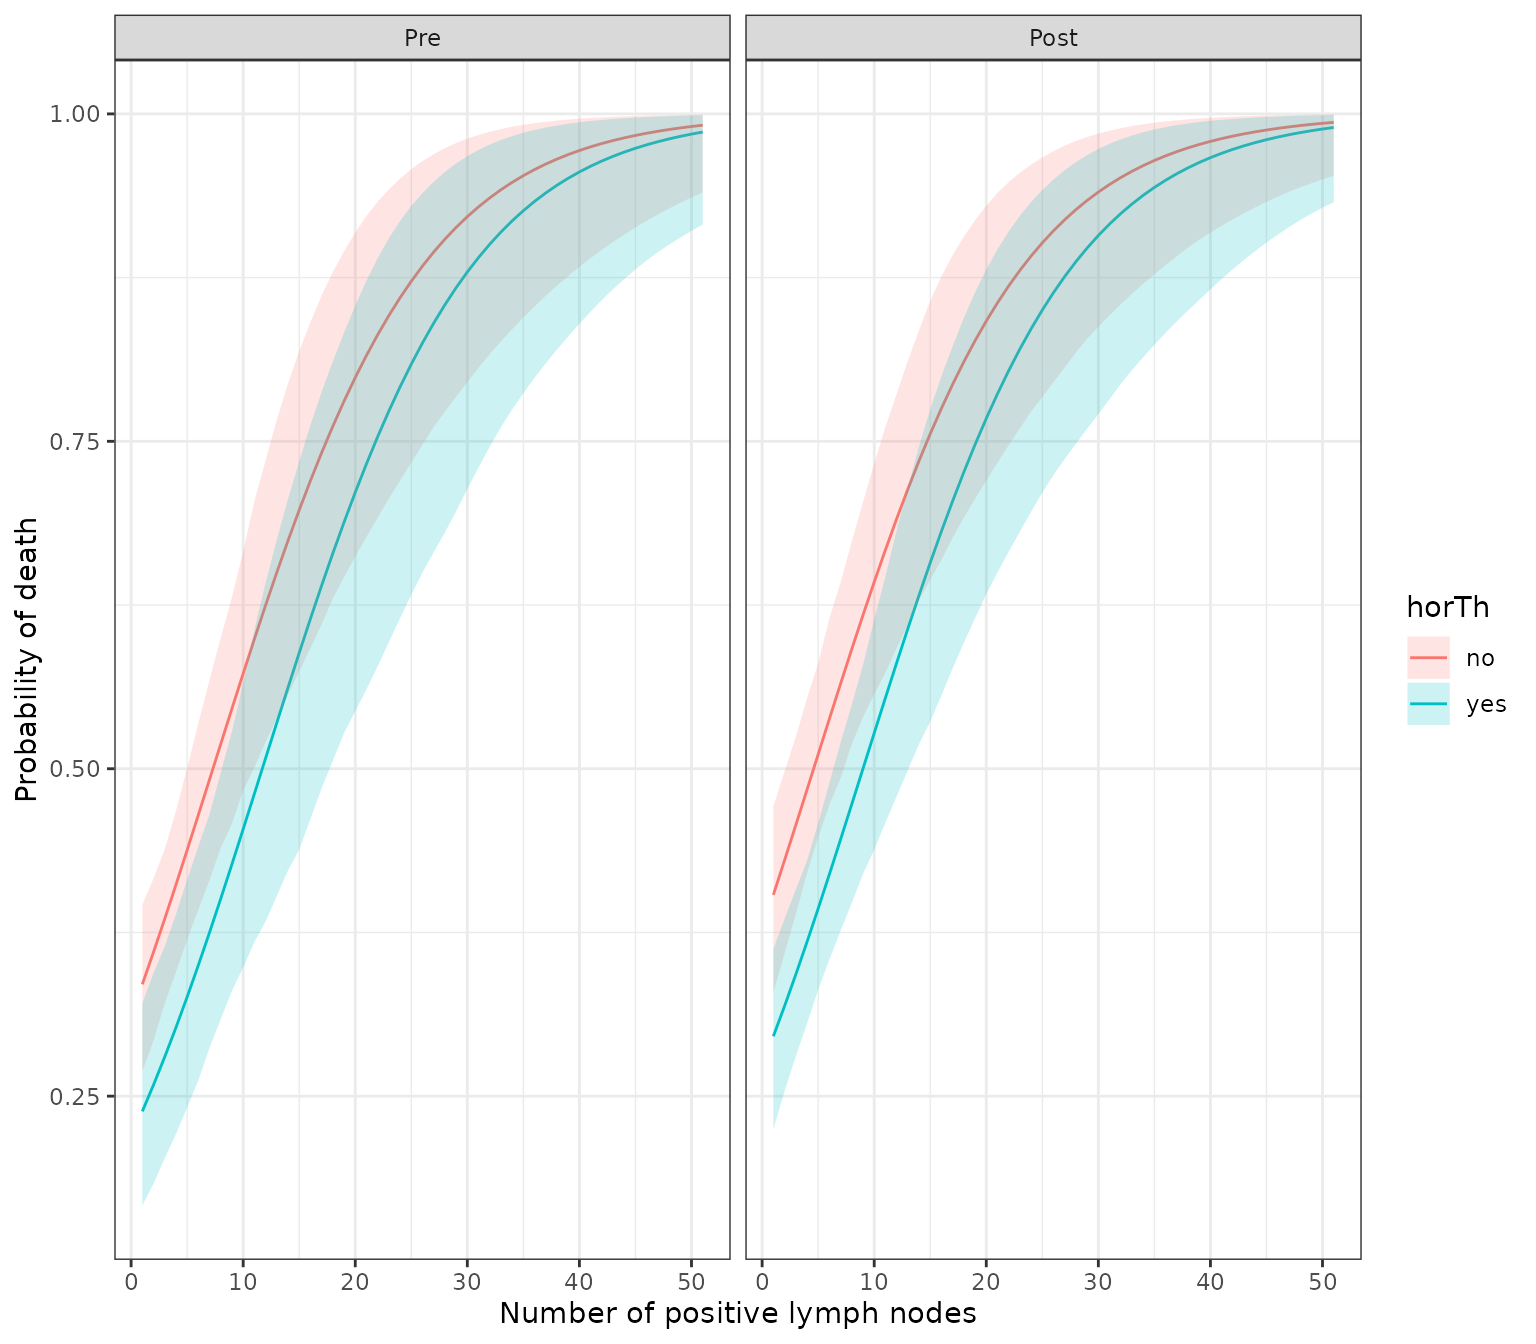 Pre Post
1.00
0.75
0.50
0.25
Probability of death
0 10 20 30 40 50 0 10 20 30 40 50
Number of positive lymph nodes
horTh
no
yes